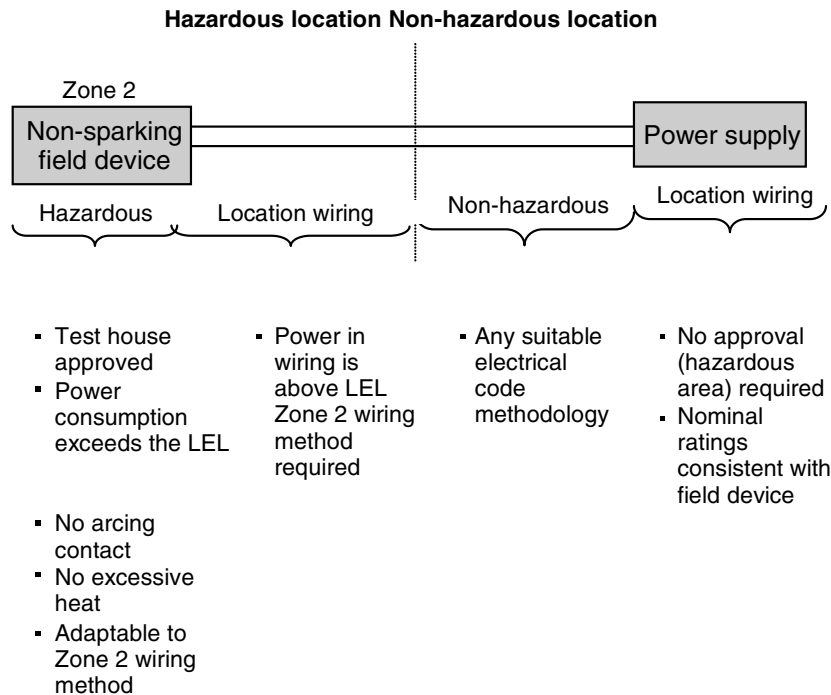 Hazardous location Non-hazardous location
Zone 2
Non-sparking
field device
Power supply
Hazardous
Location wiring
Non-hazardous
Location wiring
▪ Test house
approved
▪ Power
consumption
exceeds the LEL
▪ No arcing
contact
▪ No excessive
heat
▪ Adaptable to
Zone 2 wiring
method
▪ Power in
wiring is
above LEL
Zone 2 wiring
method
required
▪ Any suitable
electrical
code
methodology
▪ No approval
(hazardous
area) required
▪ Nominal
ratings
consistent with
field device